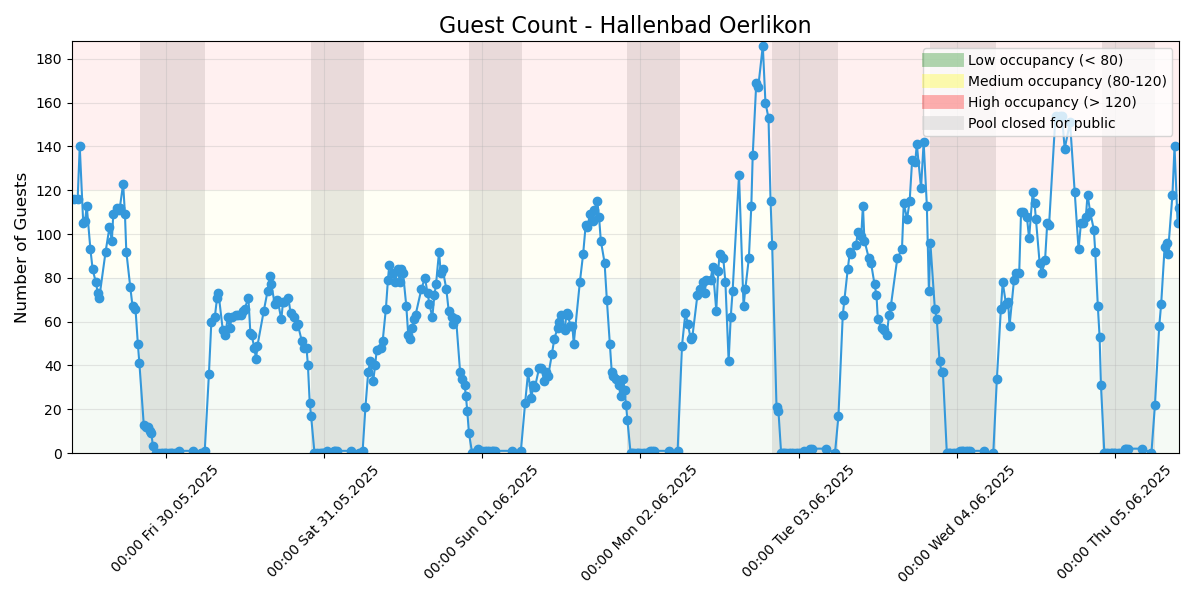 Guest Count - Hallenbad Oerlikon
Number of Guests
180
160
140
120
100
80
60
40
20
0
Low occupancy (< 80)
Medium occupancy (80-120)
High occupancy (> 120)
Pool closed for public
00:00 Fri 30.05.2025
00:00 Sat 31.05.2025
00:00 Sun 01.06.2025
00:00 Mon 02.06.2025
00:00 Tue 03.06.2025
00:00 Wed 04.06.2025
00:00 Thu 05.06.2025